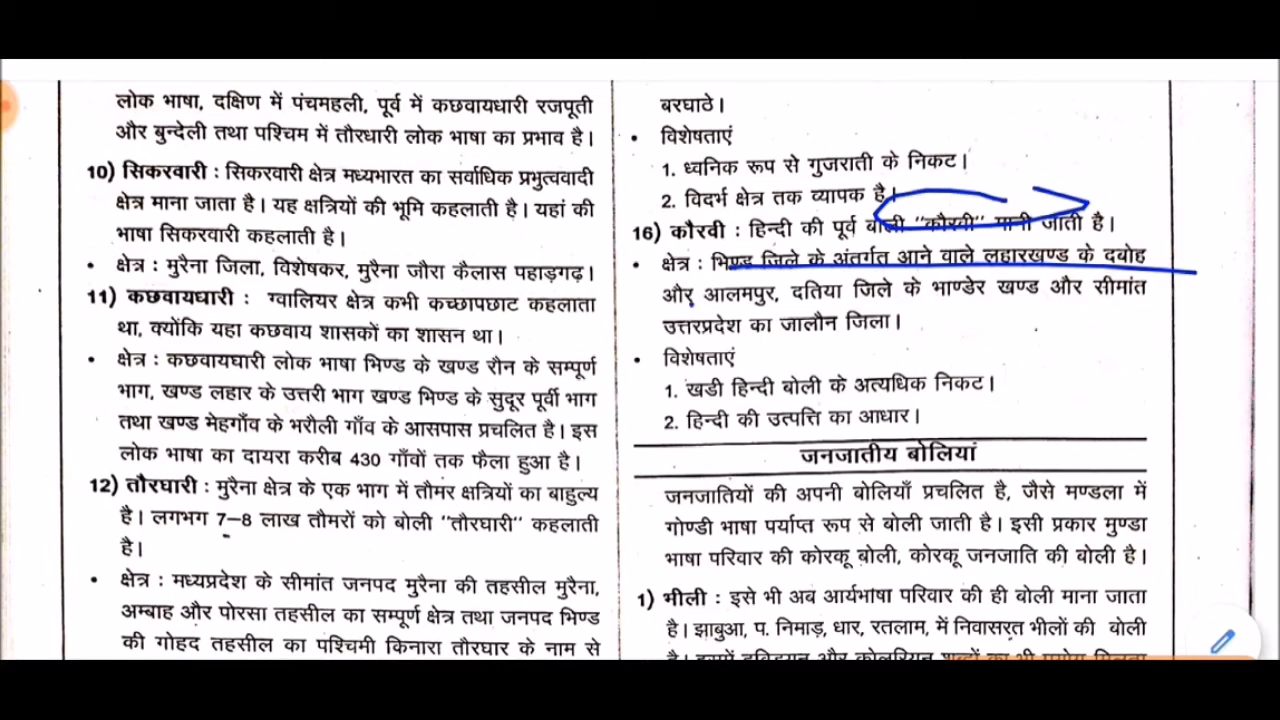 लोक भाषा, दक्षिण में पंचमहली, पूर्व में कछवायधारी रजपूती
और बुन्देली तथा पश्चिम में तौरधारी लोक भाषा का प्रभाव है।
10) सिकरवारी : सिकरवारी क्षेत्र मध्यभारत का सर्वाधिक प्रभुत्ववादी
क्षेत्र माना जाता है। यह क्षत्रियों की भूमि कहलाती है। यहां की
भाषा सिकरवारी कहलाती है।
• क्षेत्र : मुरैना जिला, विशेषकर, मुरैना जौरा कैलास पहाड़गढ़।
11) कछवायधारी : ग्वालियर क्षेत्र कभी कच्छापछाट कहलाता
था, क्योंकि यहा कछवाय शासकों का शासन था।
• क्षेत्र : कछवायघारी लोक भाषा भिण्ड के खण्ड रौन के सम्पूर्ण
भाग, खण्ड लहार के उत्तरी भाग खण्ड भिण्ड के सुदूर पूर्वी भाग
तथा खण्ड मेहगाँव के भरौली गाँव के आसपास प्रचलित है। इस
लोक भाषा का दायरा करीब 430 गाँवों तक फैला हुआ है।
12) तौरघारी : मुरैना क्षेत्र के एक भाग में तौमर क्षत्रियों का बाहुल्य
है। लगभग 7–8 लाख तौमरों को बोली "तौरघारी" कहलाती
है।
• क्षेत्र : मध्यप्रदेश के सीमांत जनपद मुरैना की तहसील मुरैना,
अम्बाह और पोरसा तहसील का सम्पूर्ण क्षेत्र तथा जनपद भिण्ड
की गोहद तहसील का पश्चिमी किनारा तौरघार के नाम से
बरघाठे।
• विशेषताएं
1. ध्वनिक रूप से गुजराती के निकट।
2. विदर्भ क्षेत्र तक व्यापक है।
16) कौरवी : हिन्दी की पूर्व बोली "कौरवी" मानी जाती है।
• क्षेत्र : भिण्ड जिले के अंतर्गत आने वाले लहारखण्ड के दबोह
और आलमपुर, दतिया जिले के भाण्डेर खण्ड और सीमांत
उत्तरप्रदेश का जालौन जिला।
• विशेषताएं
1. खडी हिन्दी बोली के अत्यधिक निकट।
2. हिन्दी की उत्पत्ति का आधार।
जनजातीय बोलियां
जनजातियों की अपनी बोलियाँ प्रचलित है, जैसे मण्डला में
गोण्डी भाषा पर्याप्त रूप से बोली जाती है। इसी प्रकार मुण्डा
भाषा परिवार की कोरकू बोली, कोरकू जनजाति की बोली है।
1) भीली : इसे भी अब आर्यभाषा परिवार की ही बोली माना जाता
है। झाबुआ, प. निमाड़, धार, रतलाम, में निवासरत भीलों की बोली